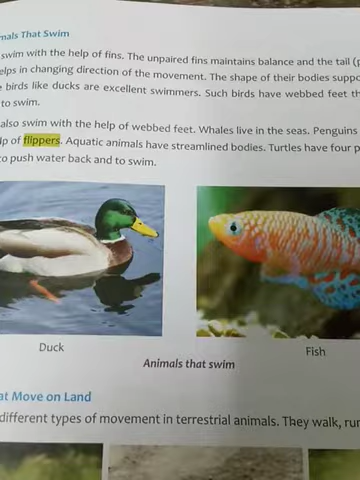 mals That Swim
swim with the help of fins. The unpaired fins maintains balance and the tail (
elps in changing direction of the movement. The shape of their bodies suppo
birds like ducks are excellent swimmers. Such birds have webbed feet th
to swim.
also swim with the help of webbed feet. Whales live in the seas. Penguins
lp of flippers. Aquatic animals have streamlined bodies. Turtles have four p
to push water back and to swim.
Duck
Fish
Animals that swim
at Move on Land
different types of movement in terrestrial animals. They walk, run